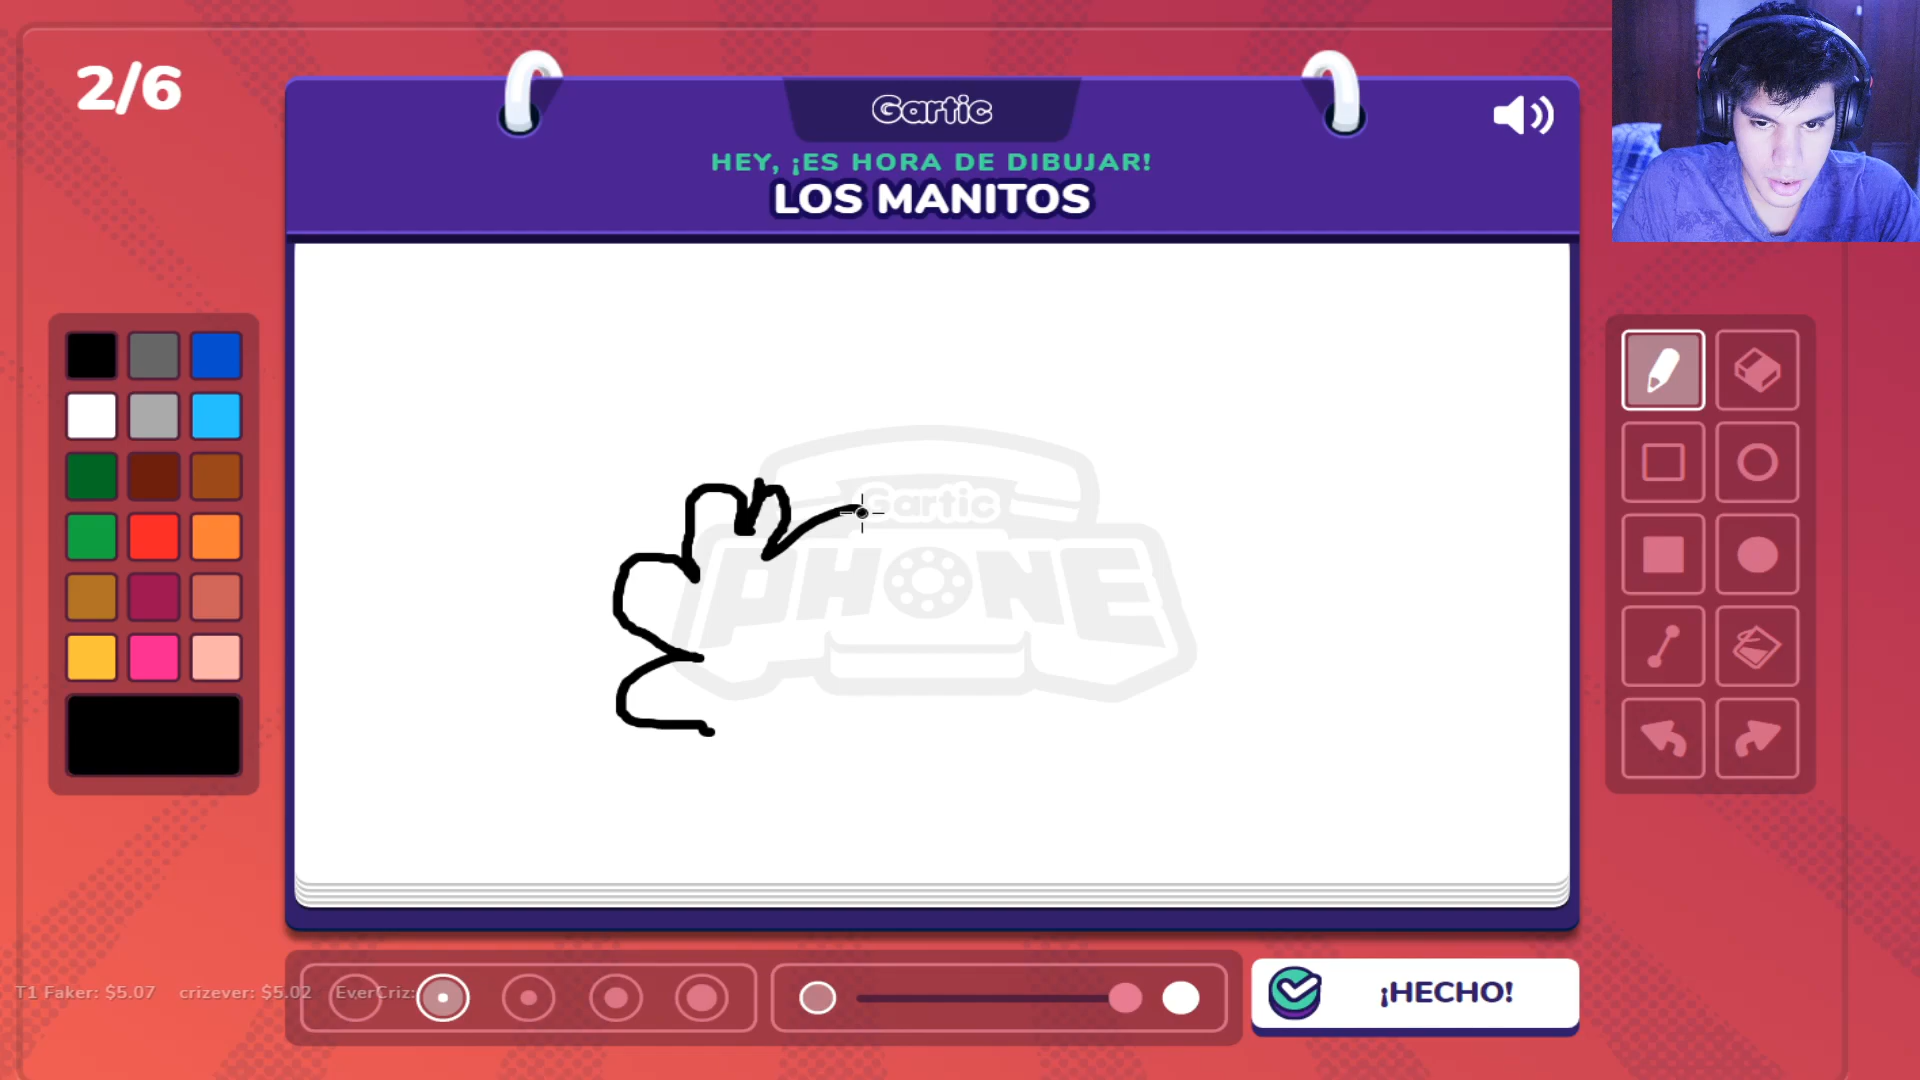 2/6
Gartic
HEY, ¡ES HORA DE DIBUJAR!
LOS MANITOS
Gartic
PHONE
T1 Faker: $5.07 crizever: $5.02 EverCriz:
¡HECHO!